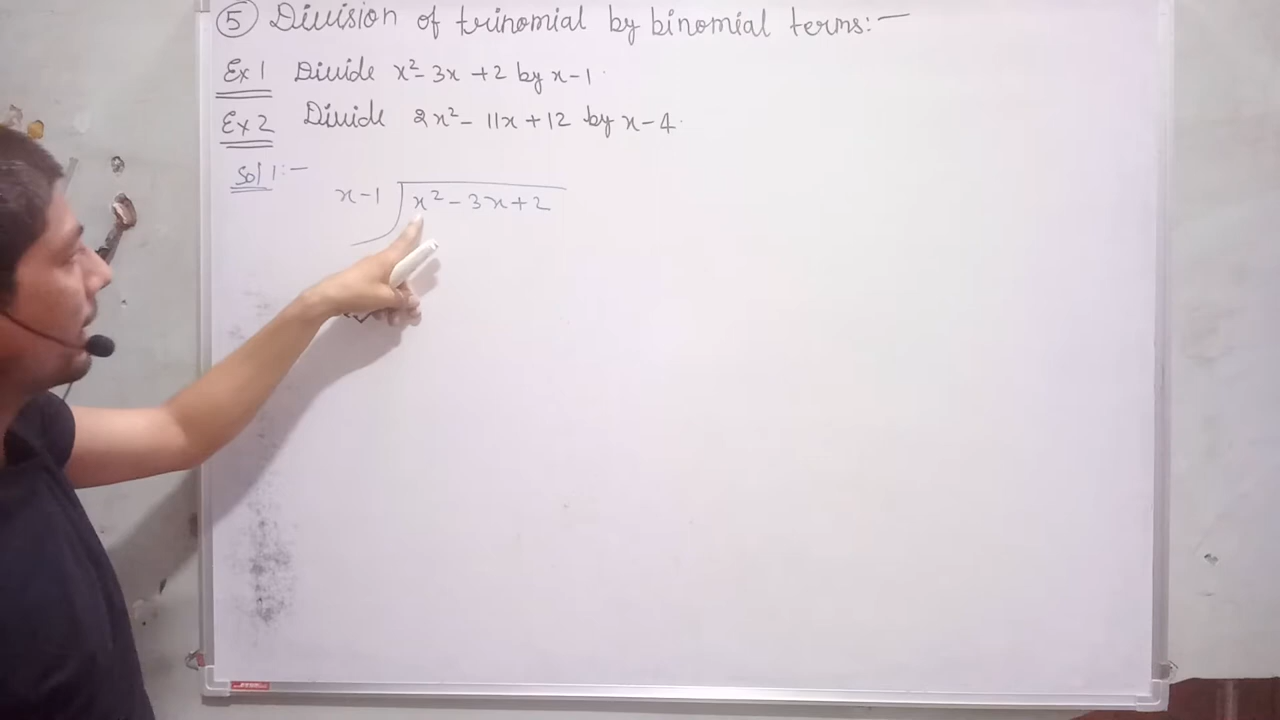 ⑤ Division of trinomial by binomial terms:-
Ex 1 Divide x²- 3x +2 by x-1.
Ex 2 Divide 2x²- 11x + 12 by x-4.
Sol 1:-
x-1 x² - 3x + 2